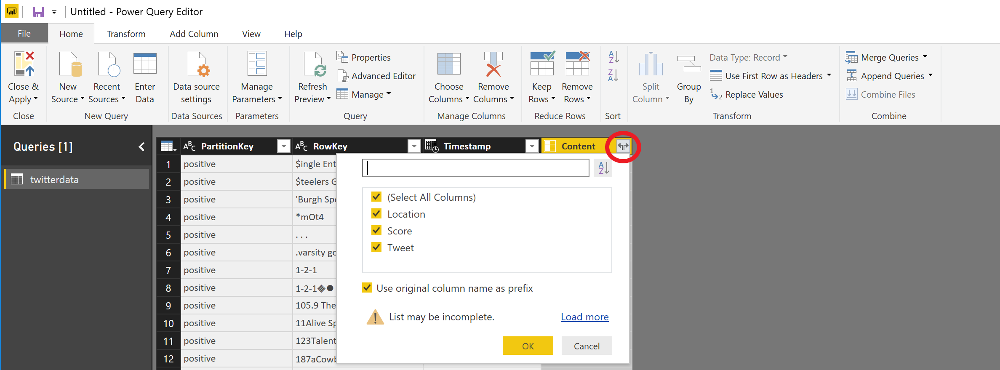 Untitled - Power Query Editor
File Home Transform Add Column View Help
Close & Apply
Close
New Source
Recent Sources
Enter Data
New Query
Data source settings
Data Sources
Manage Parameters
Parameters
Refresh Preview
Properties
Advanced Editor
Manage
Query
Choose Columns
Remove Columns
Manage Columns
Keep Rows
Remove Rows
Reduce Rows
Sort
Split Column
Group By
Data Type: Record
Use First Row as Headers
Replace Values
Transform
Merge Queries
Append Queries
Combine Files
Combine
Queries [1]
twitterdata
PartitionKey RowKey Timestamp Content
1 positive $ingle Ent
2 positive $teelers G
3 positive 'Burgh Spo
4 positive *mOt4
5 positive . . .
6 positive .varsity go
7 positive 1-2-1
8 positive 1-2-1
9 positive 105.9 The
10 positive 11Alive Sp
11 positive 123Talent
12 positive 187aCowb
(Select All Columns)
Location
Score
Tweet
Use original column name as prefix
List may be incomplete. Load more
OK Cancel